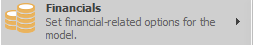 Financials
Set financial-related options for the
model.